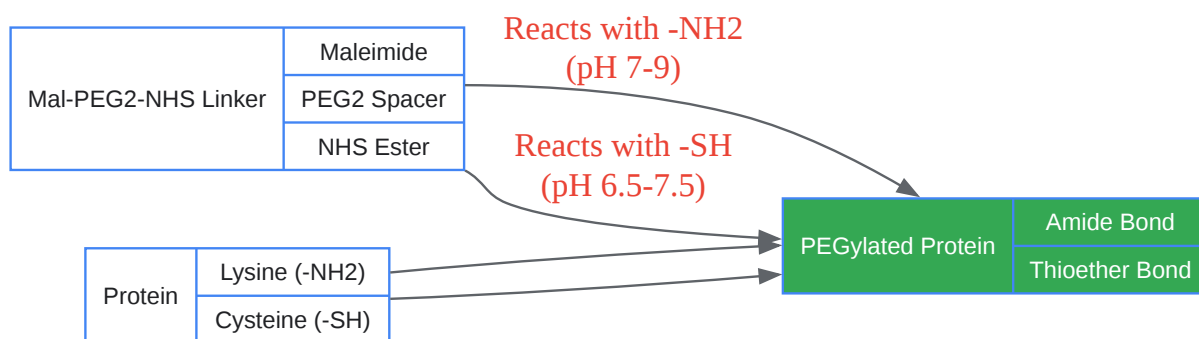 Mal-PEG2-NHS Linker
Maleimide
PEG2 Spacer
NHS Ester
Reacts with -NH2
(pH 7-9)
Reacts with -SH
(pH 6.5-7.5)
Protein
Lysine (-NH2)
Cysteine (-SH)
PEGylated Protein
Amide Bond
Thioether Bond